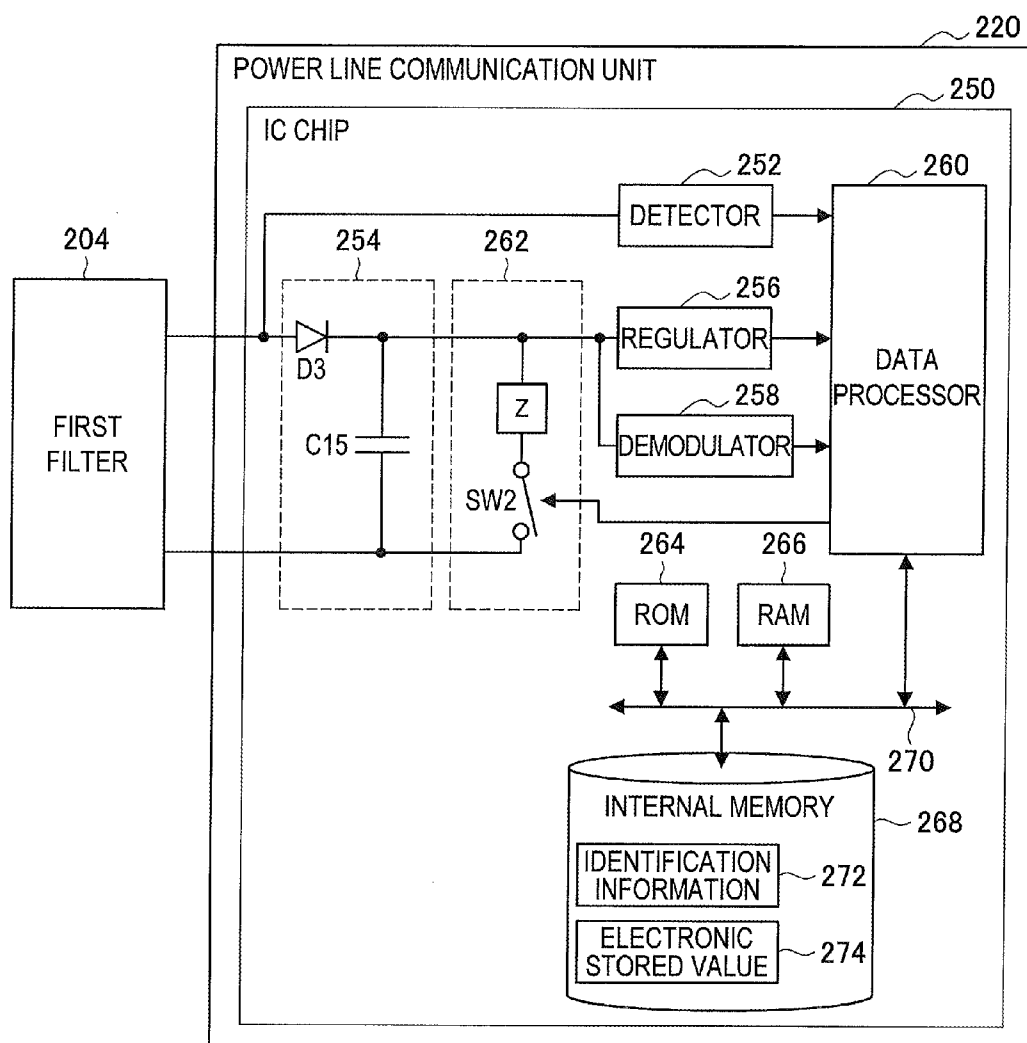 220
POWER LINE COMMUNICATION UNIT
250
IC CHIP
252
260
DETECTOR
204
254
262
256
REGULATOR
D3
DATA
PROCESSOR
Z
258
FIRST
FILTER
C15
DEMODULATOR
SW2
264
266
ROM
RAM
270
INTERNAL MEMORY
268
IDENTIFICATION
INFORMATION
272
ELECTRONIC
STORED VALUE
274